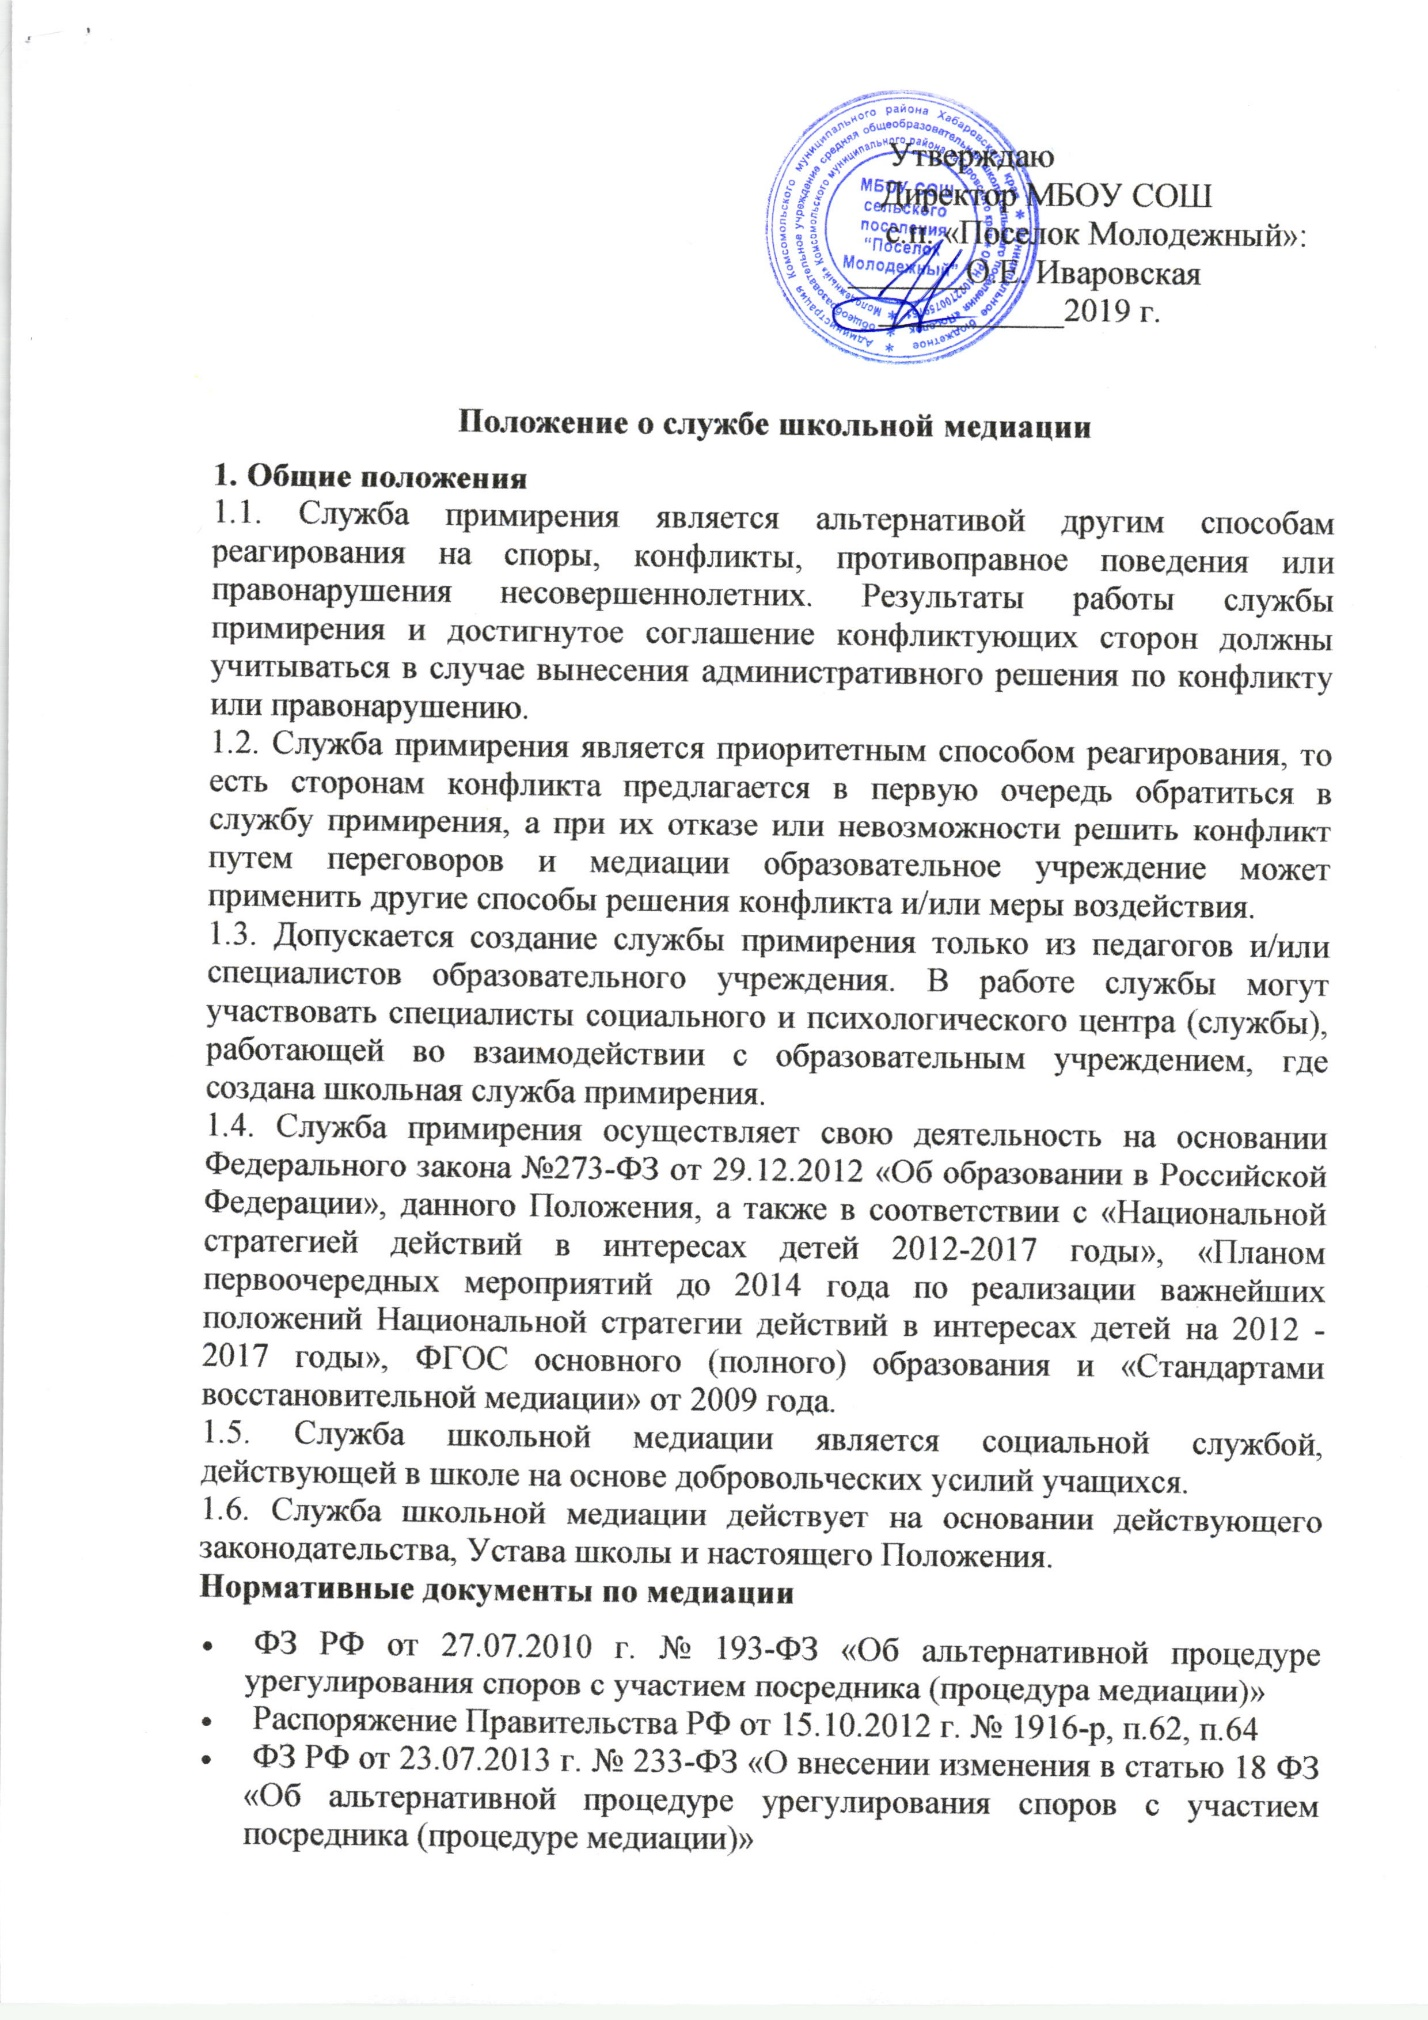 Утверждаю
Директор МБОУ СОШ
с.п. «Поселок Молодежный»:
_______О.Е. Иваровская
___________2019 г.
МБОУ СОШ
сельского
поселения
“Поселок
Молодежный”
Положение о службе школьной медиации
1. Общие положения
1.1. Служба примирения является альтернативой другим способам
реагирования на споры, конфликты, противоправное поведения или
правонарушения несовершеннолетних. Результаты работы службы
примирения и достигнутое соглашение конфликтующих сторон должны
учитываться в случае вынесения административного решения по конфликту
или правонарушению.
1.2. Служба примирения является приоритетным способом реагирования, то
есть сторонам конфликта предлагается в первую очередь обратиться в
службу примирения, а при их отказе или невозможности решить конфликт
путем переговоров и медиации образовательное учреждение может
применить другие способы решения конфликта и/или меры воздействия.
1.3. Допускается создание службы примирения только из педагогов и/или
специалистов образовательного учреждения. В работе службы могут
участвовать специалисты социального и психологического центра (службы),
работающей во взаимодействии с образовательным учреждением, где
создана школьная служба примирения.
1.4. Служба примирения осуществляет свою деятельность на основании
Федерального закона №273-ФЗ от 29.12.2012 «Об образовании в Российской
Федерации», данного Положения, а также в соответствии с «Национальной
стратегией действий в интересах детей 2012-2017 годы», «Планом
первоочередных мероприятий до 2014 года по реализации важнейших
положений Национальной стратегии действий в интересах детей на 2012 -
2017 годы», ФГОС основного (полного) образования и «Стандартами
восстановительной медиации» от 2009 года.
1.5. Служба школьной медиации является социальной службой,
действующей в школе на основе добровольческих усилий учащихся.
1.6. Служба школьной медиации действует на основании действующего
законодательства, Устава школы и настоящего Положения.
Нормативные документы по медиации
• ФЗ РФ от 27.07.2010 г. № 193-ФЗ «Об альтернативной процедуре
урегулирования споров с участием посредника (процедура медиации)»
• Распоряжение Правительства РФ от 15.10.2012 г. № 1916-р, п.62, п.64
• ФЗ РФ от 23.07.2013 г. № 233-ФЗ «О внесении изменения в статью 18 ФЗ
«Об альтернативной процедуре урегулирования споров с участием
посредника (процедуре медиации)»